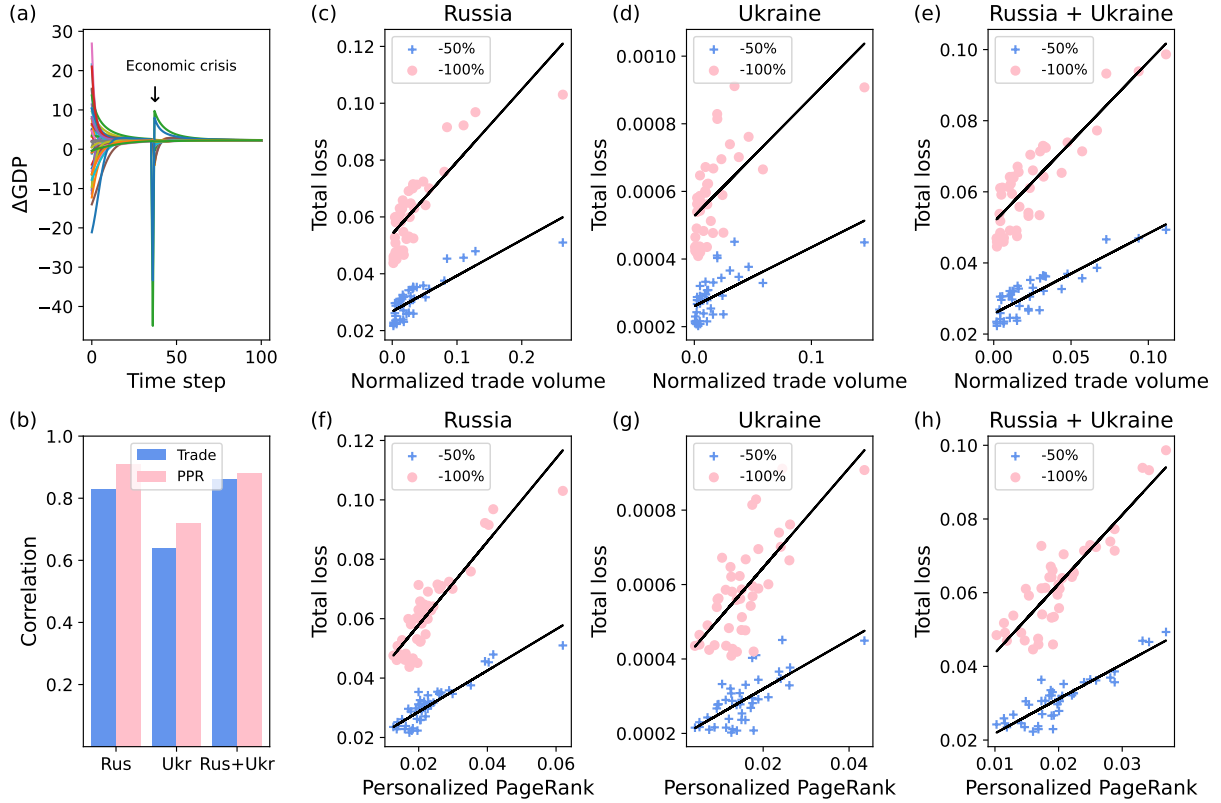 (a)
30
20
10
0
−10
−20
−30
−40
ΔGDP
Economic crisis
0
50
100
Time step
(c)
Russia
0.12
0.10
0.08
0.06
0.04
0.02
Total loss
-50%
-100%
0.0
0.1
0.2
Normalized trade volume
(d)
Ukraine
0.0010
0.0008
0.0006
0.0004
0.0002
Total loss
-50%
-100%
0.0
0.1
Normalized trade volume
(e)
Russia + Ukraine
0.10
0.08
0.06
0.04
0.02
Total loss
-50%
-100%
0.00
0.05
0.10
Normalized trade volume
(b)
1.0
0.8
0.6
0.4
0.2
Correlation
Trade
PPR
Rus
Ukr
Rus+Ukr
(f)
Russia
0.12
0.10
0.08
0.06
0.04
0.02
Total loss
-50%
-100%
0.02
0.04
0.06
Personalized PageRank
(g)
Ukraine
0.0010
0.0008
0.0006
0.0004
0.0002
Total loss
-50%
-100%
0.02
0.04
Personalized PageRank
(h)
Russia + Ukraine
0.10
0.08
0.06
0.04
0.02
Total loss
-50%
-100%
0.01
0.02
0.03
Personalized PageRank